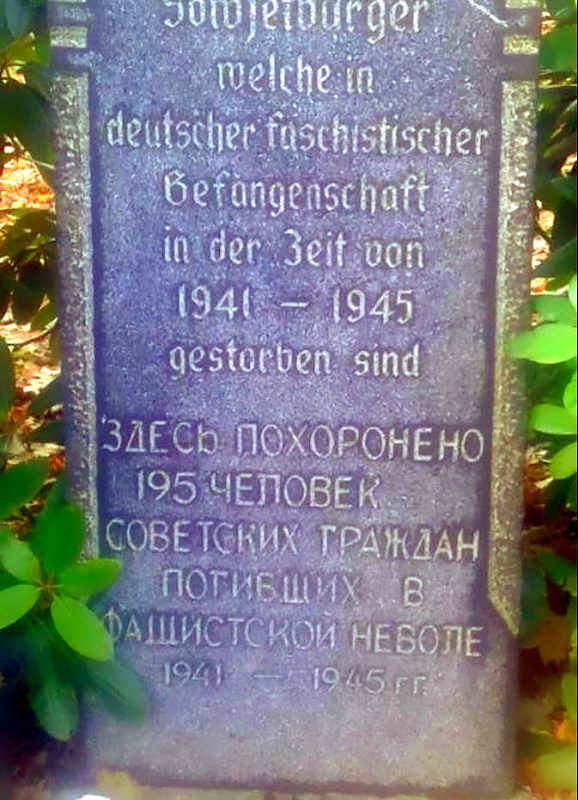 Sowjetbürger
welche in
deutscher faschistischer
Gefangenschaft
in der Zeit von
1941 – 1945
gestorben sind
ЗДЕСЬ ПОХОРОНЕНО
195 ЧЕЛОВЕК
СОВЕТСКИХ ГРАЖДАН
ПОГИБШИХ В
ФАШИСТСКОЙ НЕВОЛЕ
1941 — 1945 гг.